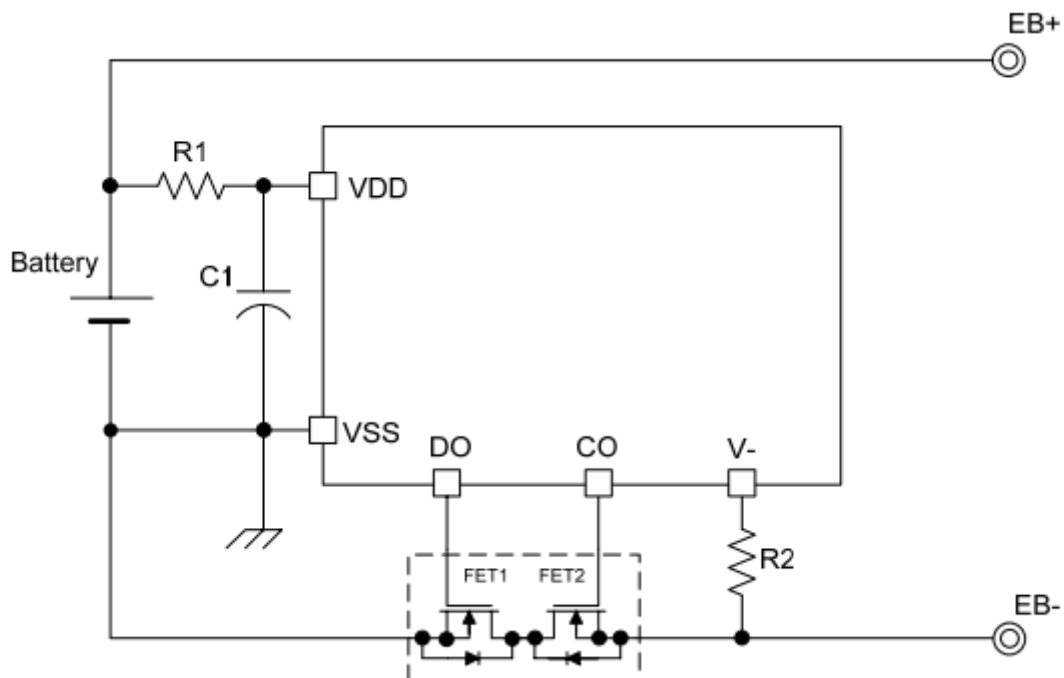 EB+
R1
VDD
Battery
C1
VSS
DO
CO
V-
FET1
FET2
R2
EB-